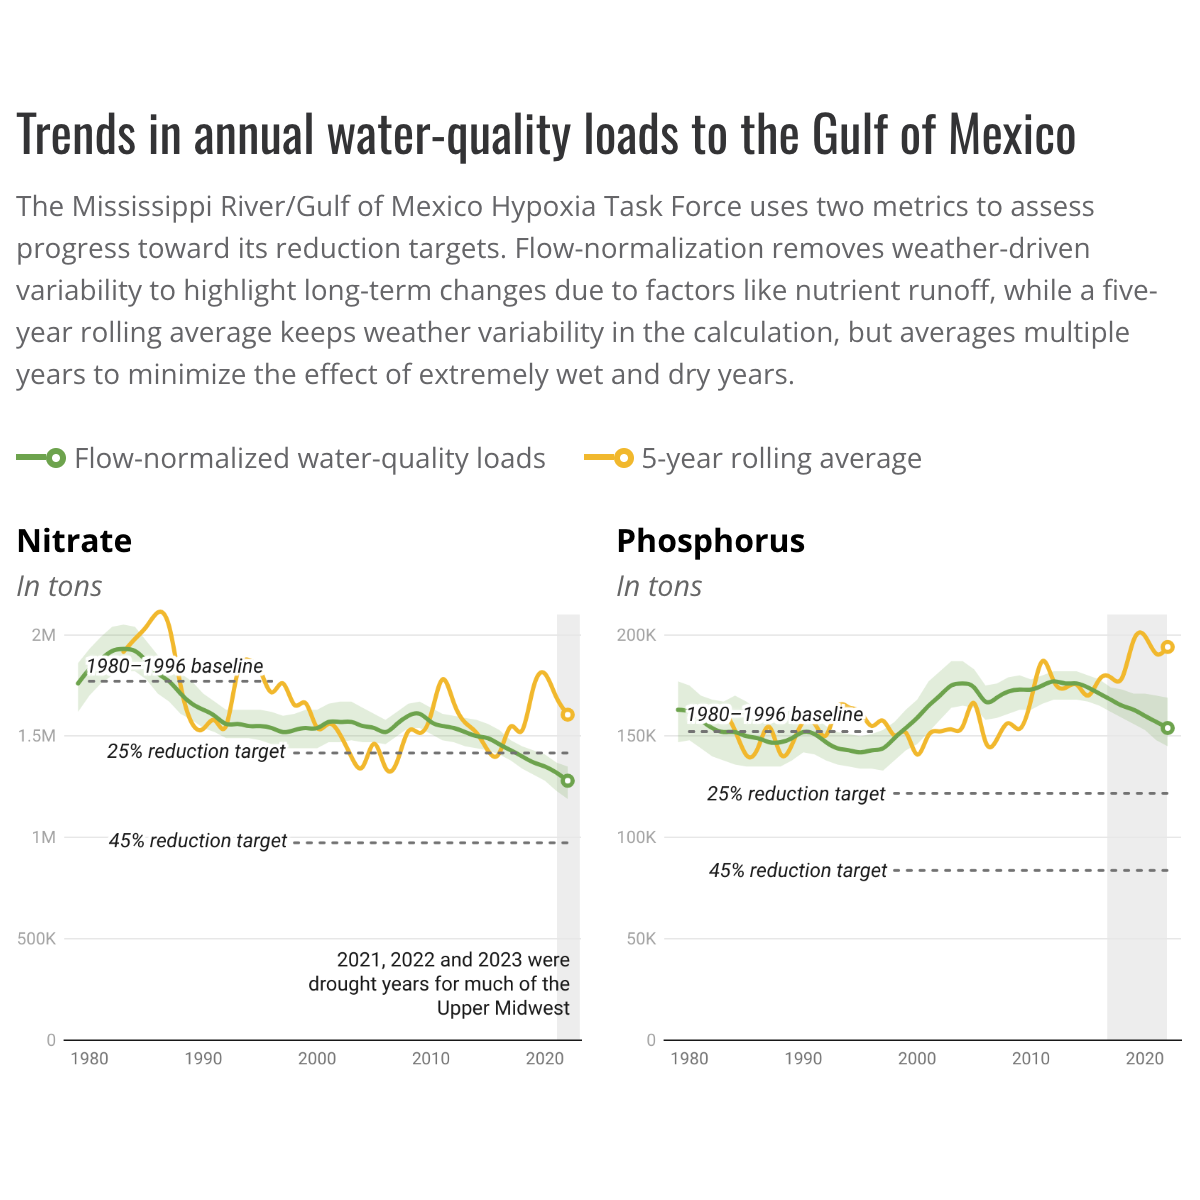 Trends in annual water-quality loads to the Gulf of Mexico
The Mississippi River/Gulf of Mexico Hypoxia Task Force uses two metrics to assess
progress toward its reduction targets. Flow-normalization removes weather-driven
variability to highlight long-term changes due to factors like nutrient runoff, while a five-
year rolling average keeps weather variability in the calculation, but averages multiple
years to minimize the effect of extremely wet and dry years.
Flow-normalized water-quality loads
5-year rolling average
Nitrate
In tons
2M
1980–1996 baseline
1.5M
25% reduction target
1M
45% reduction target
500K
2021, 2022 and 2023 were
drought years for much of the
Upper Midwest
0
1980 1990 2000 2010 2020
Phosphorus
In tons
200K
1980–1996 baseline
150K
25% reduction target
100K
45% reduction target
50K
0
1980 1990 2000 2010 2020